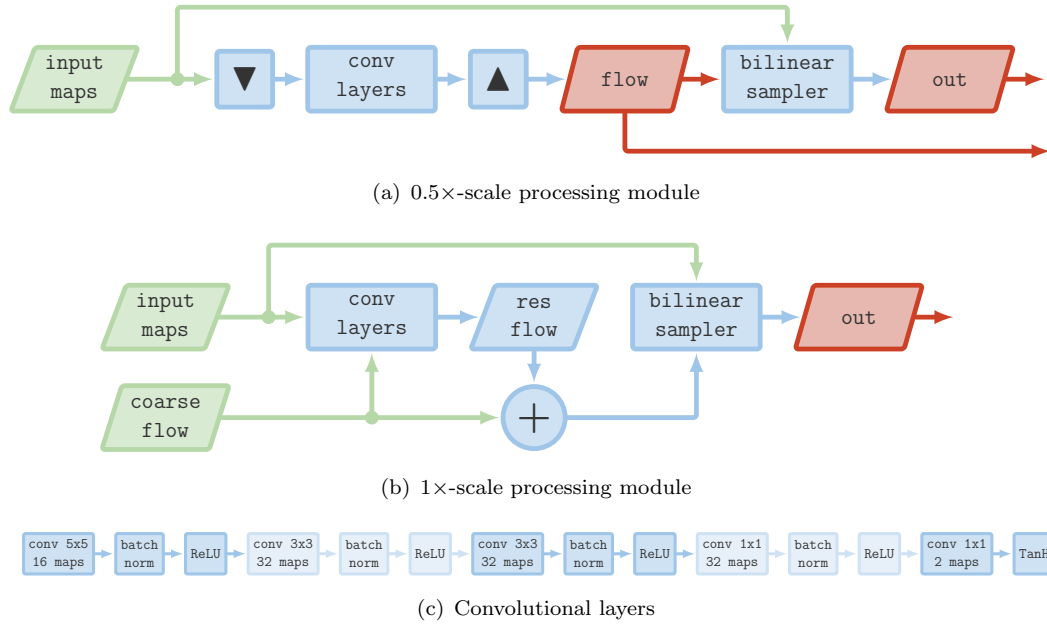 input
maps
▼
conv
layers
▲
flow
bilinear
sampler
out
(a) 0.5×-scale processing module
input
maps
conv
layers
res
flow
bilinear
sampler
out
coarse
flow
+
(b) 1×-scale processing module
conv 5x5
16 maps
batch
norm
ReLU
conv 3x3
32 maps
batch
norm
ReLU
conv 3x3
32 maps
batch
norm
ReLU
conv 1x1
32 maps
batch
norm
ReLU
conv 1x1
2 maps
TanH
(c) Convolutional layers